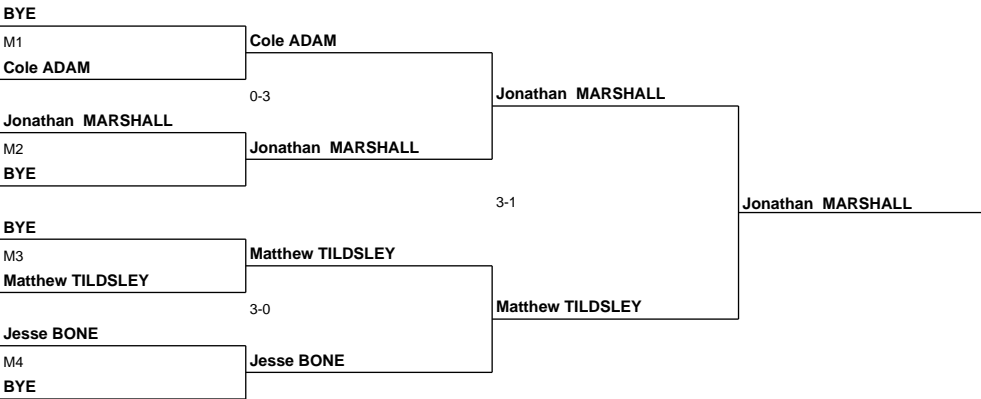 BYE
M1
Cole ADAM
Cole ADAM
0-3
Jonathan MARSHALL
Jonathan MARSHALL
M2
Jonathan MARSHALL
BYE
3-1
Jonathan MARSHALL
BYE
M3
Matthew TILDSLEY
Matthew TILDSLEY
3-0
Matthew TILDSLEY
Jesse BONE
M4
Jesse BONE
BYE